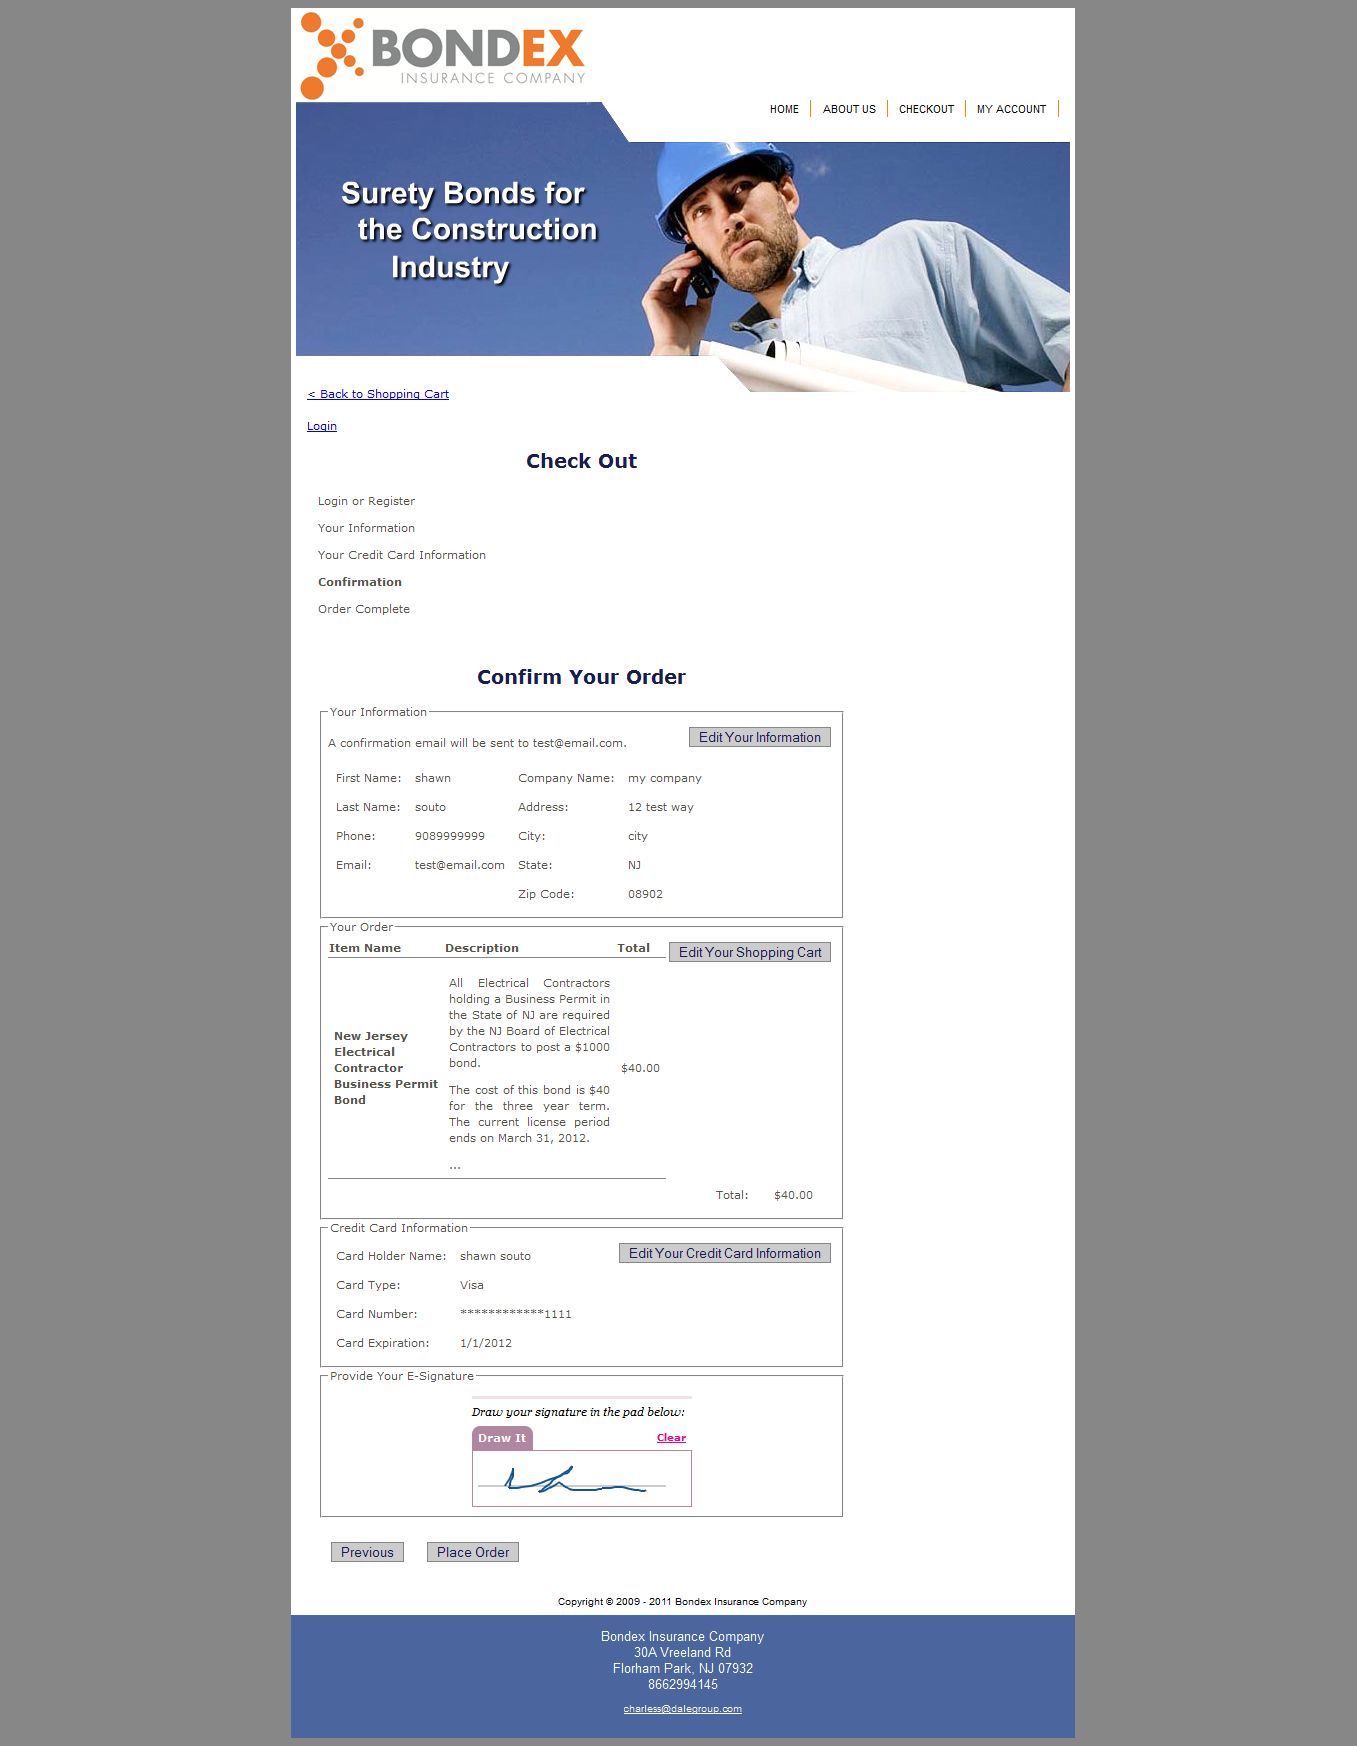 BONDEX
INSURANCE COMPANY
HOME
ABOUT US
CHECKOUT
MY ACCOUNT
Surety Bonds for
the Construction
Industry
< Back to Shopping Cart
Login
Check Out
Login or Register
Your Information
Your Credit Card Information
Confirmation
Order Complete
Confirm Your Order
Your Information
A confirmation email will be sent to test@email.com.
Edit Your Information
First Name: shawn Company Name: my company
Last Name: souto Address: 12 test way
Phone: 9089999999 City: city
Email: test@email.com State: NJ
Zip Code: 08902
Your Order
Item Name Description Total
Edit Your Shopping Cart
New Jersey
Electrical
Contractor
Business Permit
Bond
All Electrical Contractors
holding a Business Permit in
the State of NJ are required
by the NJ Board of Electrical
Contractors to post a $1000
bond.
The cost of this bond is $40
for the three year term.
The current license period
ends on March 31, 2012.
...
$40.00
Total: $40.00
Credit Card Information
Edit Your Credit Card Information
Card Holder Name: shawn souto
Card Type: Visa
Card Number: ************1111
Card Expiration: 1/1/2012
Provide Your E-Signature
Draw your signature in the pad below:
Draw It
Clear
Previous
Place Order
Copyright © 2009 - 2011 Bondex Insurance Company
Bondex Insurance Company
30A Vreeland Rd
Florham Park, NJ 07932
8662994145
charless@dalegroup.com